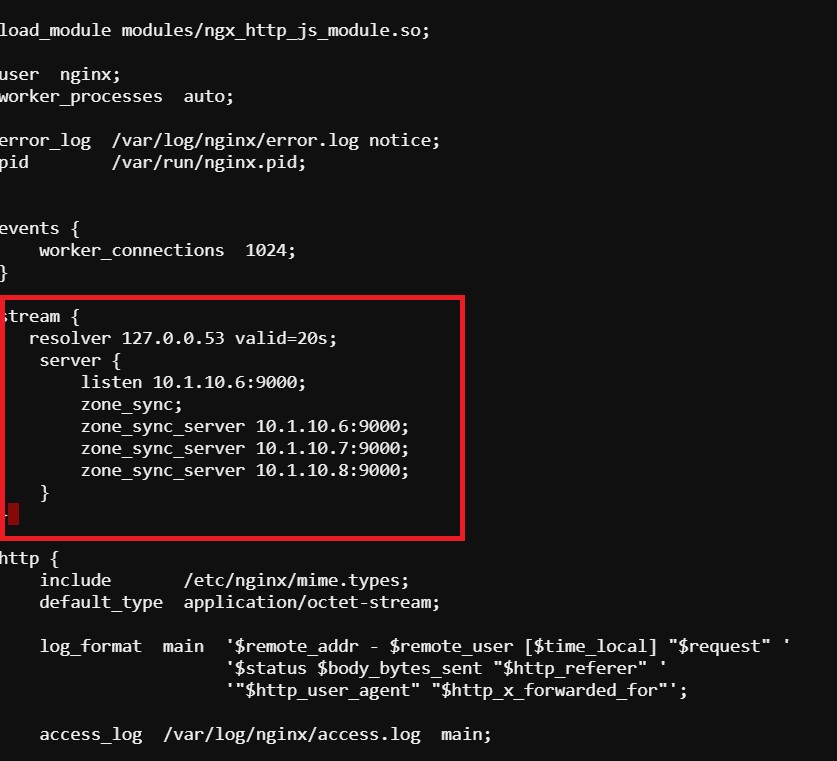 load_module modules/ngx_http_js_module.so;
user  nginx;
worker_processes  auto;
error_log  /var/log/nginx/error.log notice;
pid        /var/run/nginx.pid;
events {
    worker_connections  1024;
}
stream {
   resolver 127.0.0.53 valid=20s;
    server {
        listen 10.1.10.6:9000;
        zone_sync;
        zone_sync_server 10.1.10.6:9000;
        zone_sync_server 10.1.10.7:9000;
        zone_sync_server 10.1.10.8:9000;
    }
}
http {
    include       /etc/nginx/mime.types;
    default_type  application/octet-stream;
    log_format  main  '$remote_addr - $remote_user [$time_local] "$request" '
                      '$status $body_bytes_sent "$http_referer" '
                      '"$http_user_agent" "$http_x_forwarded_for"';
    access_log  /var/log/nginx/access.log  main;